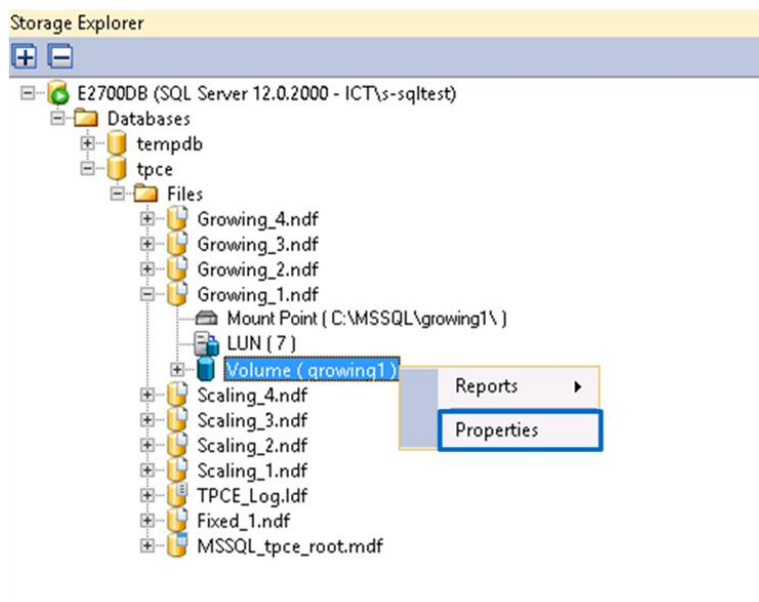 Storage Explorer
E2700DB (SQL Server 12.0.2000 - ICT\s-sqltest)
Databases
tempdb
tpce
Files
Growing_4.ndf
Growing_3.ndf
Growing_2.ndf
Growing_1.ndf
Mount Point ( C:\MSSQL\growing1\ )
LUN ( 7 )
Volume ( growing1 )
Reports
Properties
Scaling_4.ndf
Scaling_3.ndf
Scaling_2.ndf
Scaling_1.ndf
TPCE_Log.ldf
Fixed_1.ndf
MSSQL_tpce_root.mdf